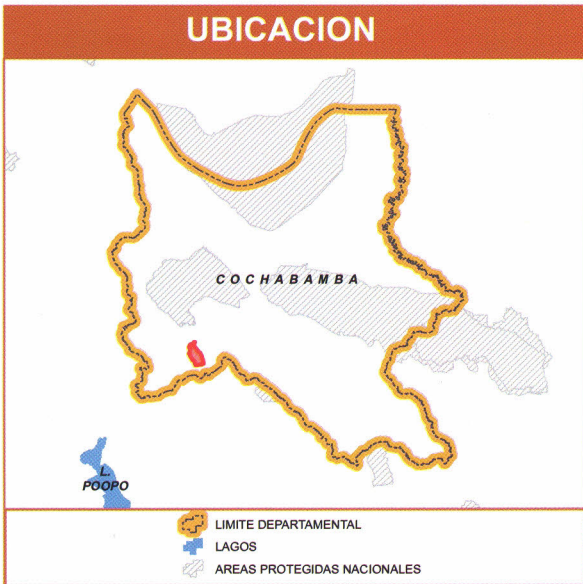 UBICACION
COCHABAMBA
L.
POOPO
LIMITE DEPARTAMENTAL
LAGOS
AREAS PROTEGIDAS NACIONALES